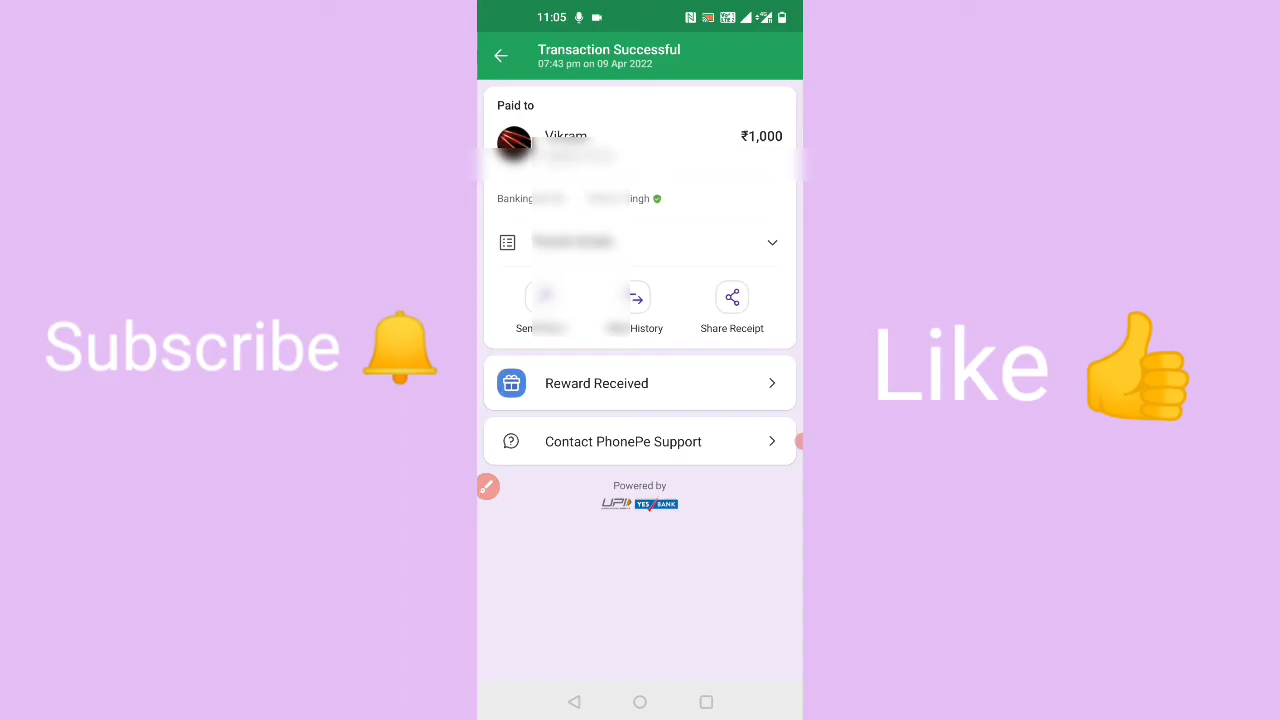 11:05
Transaction Successful
07:43 pm on 09 Apr 2022
Paid to
Vikram
₹1,000
Banking
ingh
Sen
History
Share Receipt
Reward Received
Contact PhonePe Support
Powered by
UPI YES BANK
Subscribe
Like